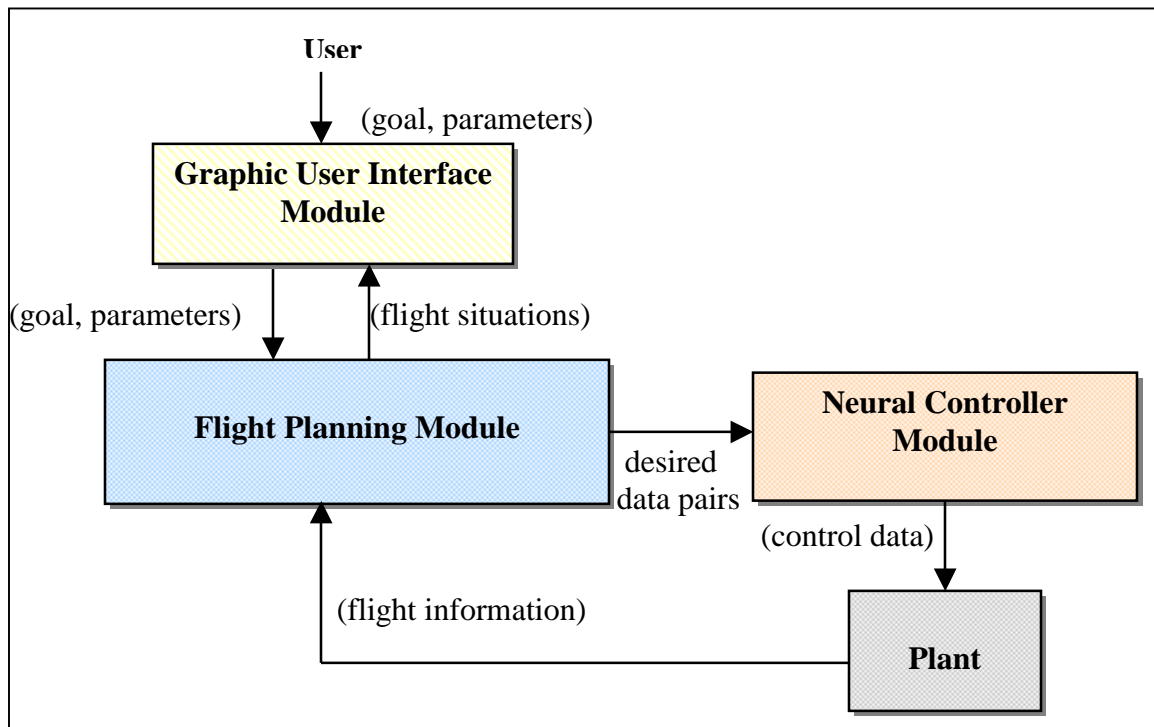 User
(goal, parameters)
Graphic User Interface
Module
(goal, parameters)
(flight situations)
Flight Planning Module
desired
data pairs
Neural Controller
Module
(control data)
(flight information)
Plant